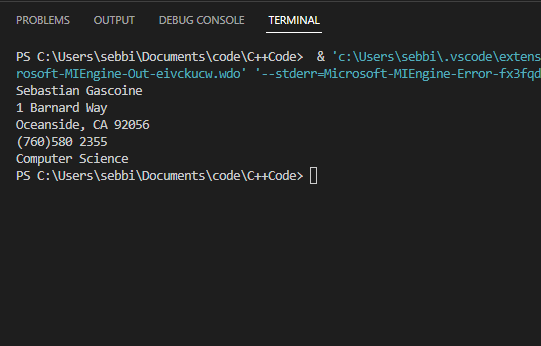 PROBLEMS OUTPUT DEBUG CONSOLE TERMINAL
PS C:\Users\sebbi\Documents\code\C++Code>  & 'c:\Users\sebbi\.vscode\extens
rosoft-MIEngine-Out-eivckucw.wdo' '--stderr=Microsoft-MIEngine-Error-fx3fqd
Sebastian Gascoine
1 Barnard Way
Oceanside, CA 92056
(760)580 2355
Computer Science
PS C:\Users\sebbi\Documents\code\C++Code>